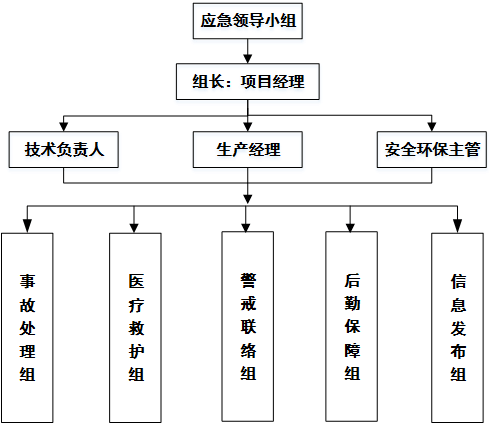 应急领导小组
组长：项目经理
技术负责人
生产经理
安全环保主管
事故处理组
医疗救护组
警戒联络组
后勤保障组
信息发布组